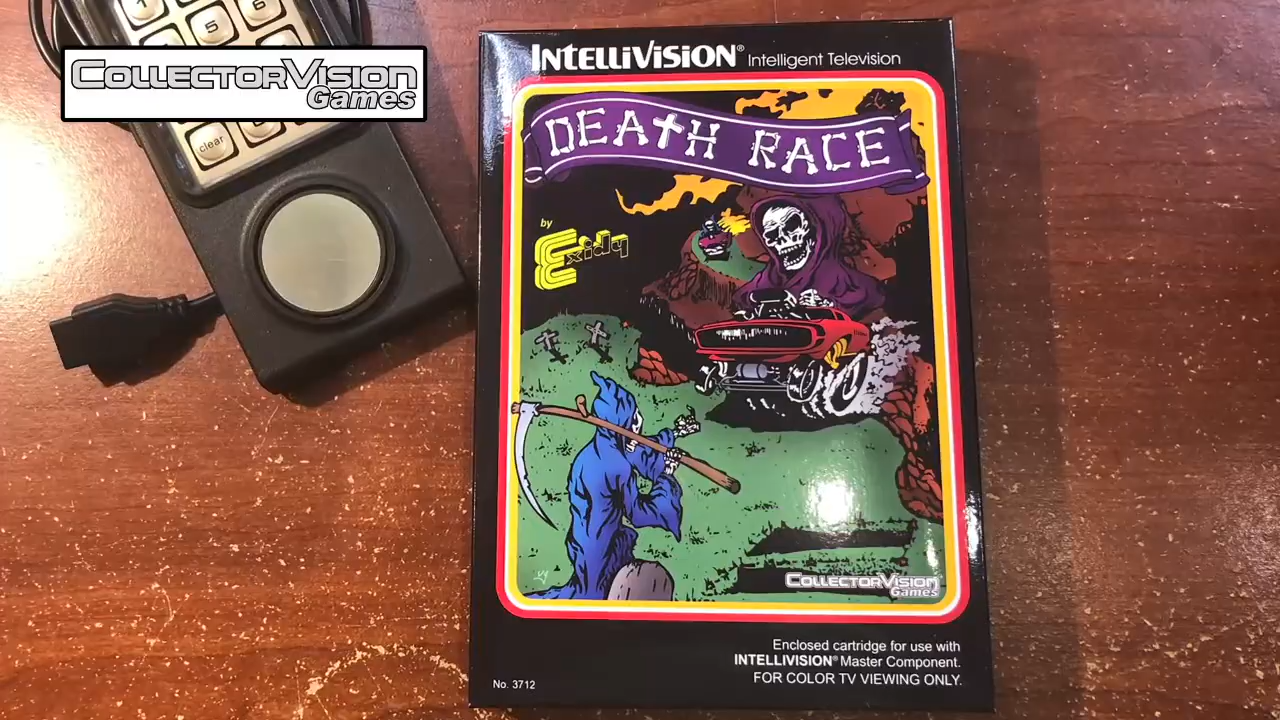 1
5
6
clear
COLLECTORVISION
Games
INTELLIVISION® Intelligent Television
DEATH RACE
by
Exidy
COLLECTORVISION
Games
Enclosed cartridge for use with
INTELLIVISION® Master Component.
FOR COLOR TV VIEWING ONLY.
No. 3712